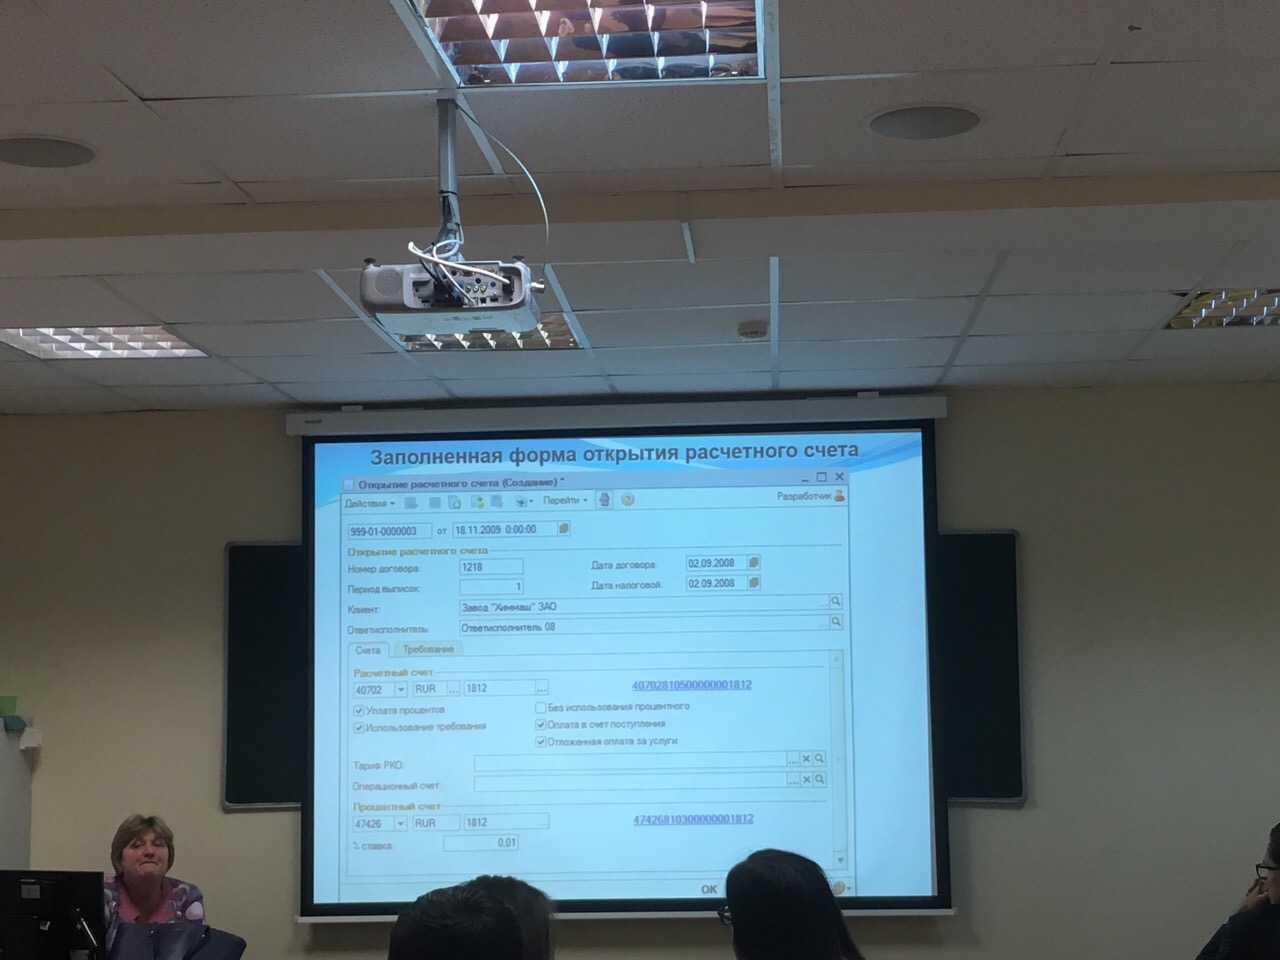 Заполненная форма открытия расчетного счета
Открытие расчетного счета (Создание) *
Действия Перейти Разработчик
999-01-0000003 от 18.11.2009 0:00:00
Открытие расчетного счета
Номер договора: 1218 Дата договора: 02.09.2008
Период выписок: 1 Дата налоговой: 02.09.2008
Клиент: Завод "Химмаш" ЗАО
Ответисполнитель: Ответисполнитель 08
Счета Требование
Расчетный счет
40702 RUR ... 1812 ... 40702810500000001812
Уплата процентов Без использования процентного
Использование требования Оплата в счет поступления
Отложенная оплата за услуги
Тариф РКО: ...
Операционный счет: ...
Процентный счет
47426 RUR 1812 47426810300000001812
% ставка: 0,01
OK